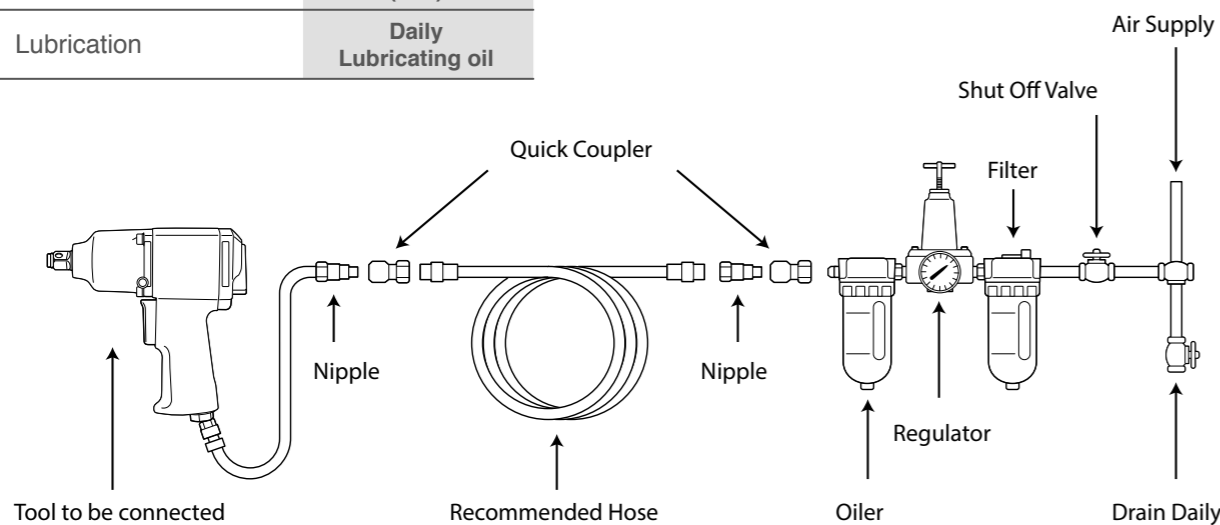 Lubrication
Daily
Lubricating oil
Air Supply
Shut Off Valve
Quick Coupler
Filter
Nipple
Nipple
Regulator
Tool to be connected
Recommended Hose
Oiler
Drain Daily